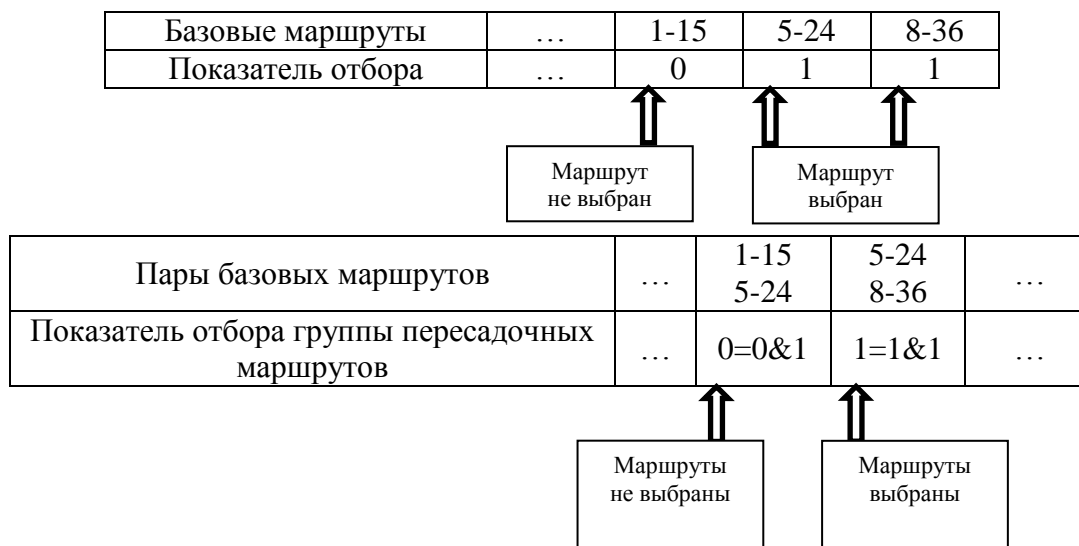 Базовые маршруты … 1-15 5-24 8-36
Показатель отбора … 0 1 1
Маршрут
не выбран
Маршрут
выбран
Пары базовых маршрутов … 1-15 5-24 …
5-24 8-36
Показатель отбора группы пересадочных
маршрутов … 0=0&1 1=1&1 …
Маршруты
не выбраны
Маршруты
выбраны